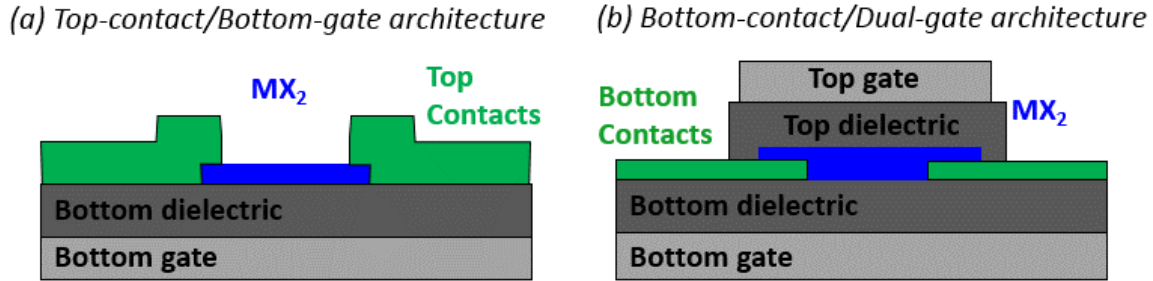 (a) Top-contact/Bottom-gate architecture
MX₂
Top
Contacts
Bottom dielectric
Bottom gate
(b) Bottom-contact/Dual-gate architecture
Top gate
Bottom
Contacts
MX₂
Top dielectric
Bottom dielectric
Bottom gate